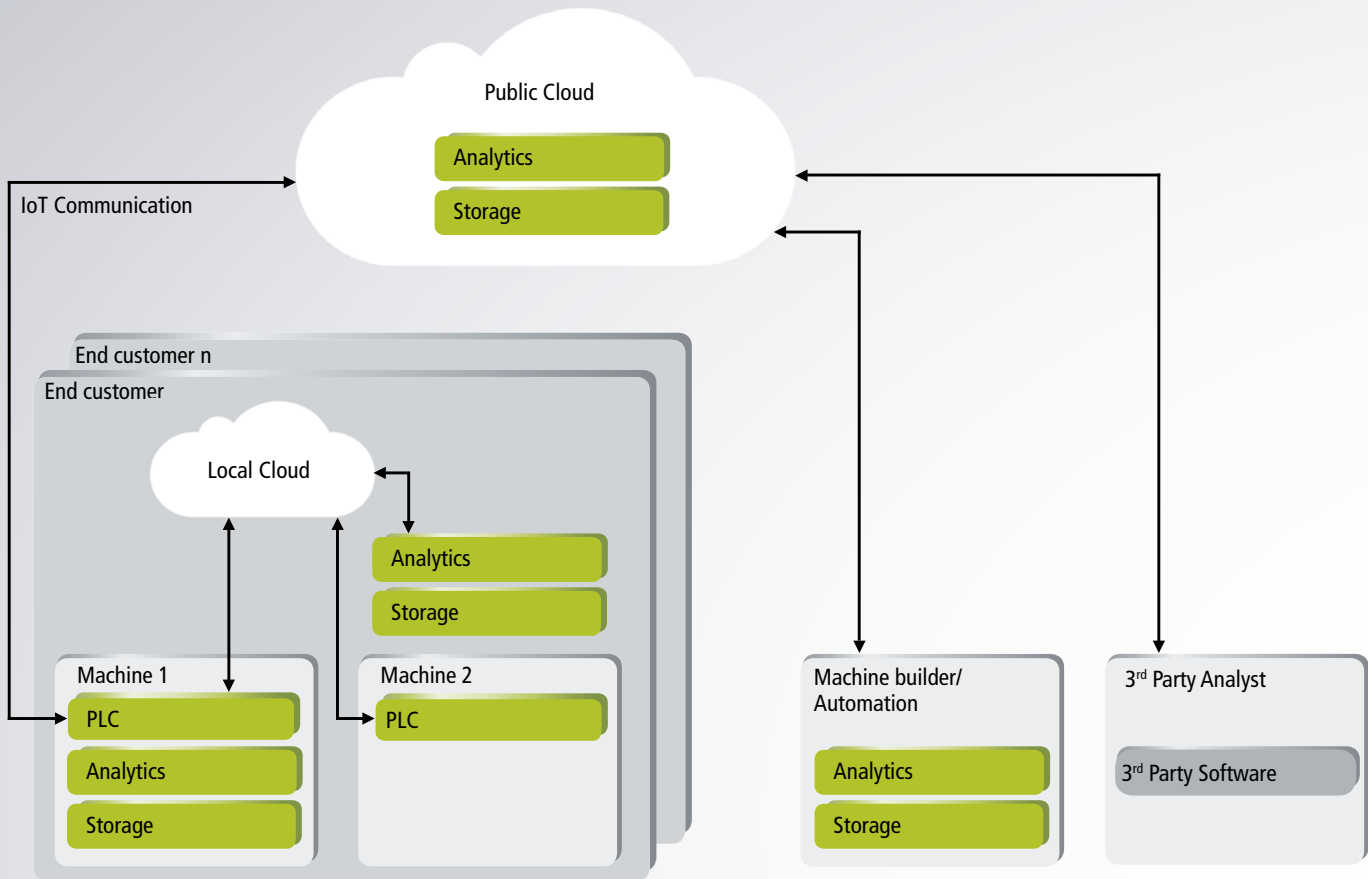 Public Cloud
Analytics
Storage
IoT Communication
End customer n
End customer
Local Cloud
Analytics
Storage
Machine 1
PLC
Analytics
Storage
Machine 2
PLC
Machine builder/
Automation
Analytics
Storage
3rd Party Analyst
3rd Party Software